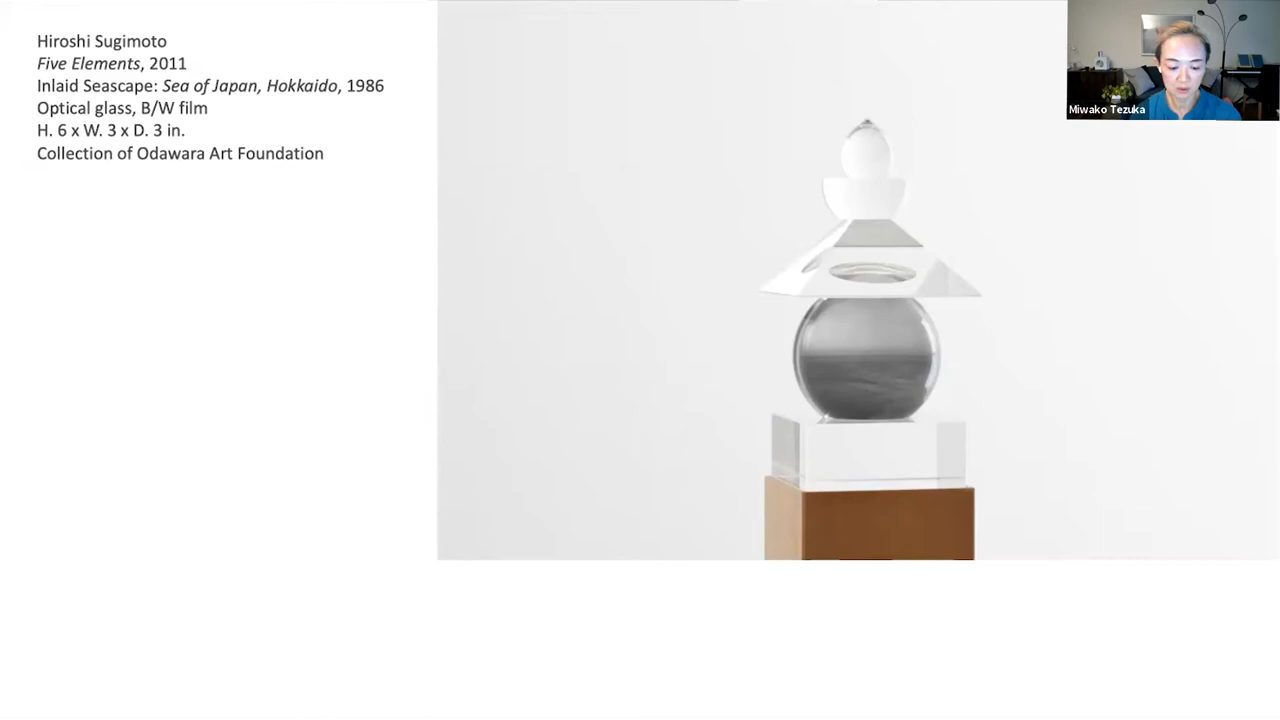 Hiroshi Sugimoto
Five Elements, 2011
Inlaid Seascape: Sea of Japan, Hokkaido, 1986
Optical glass, B/W film
H. 6 x W. 3 x D. 3 in.
Collection of Odawara Art Foundation
Miwako Tezuka